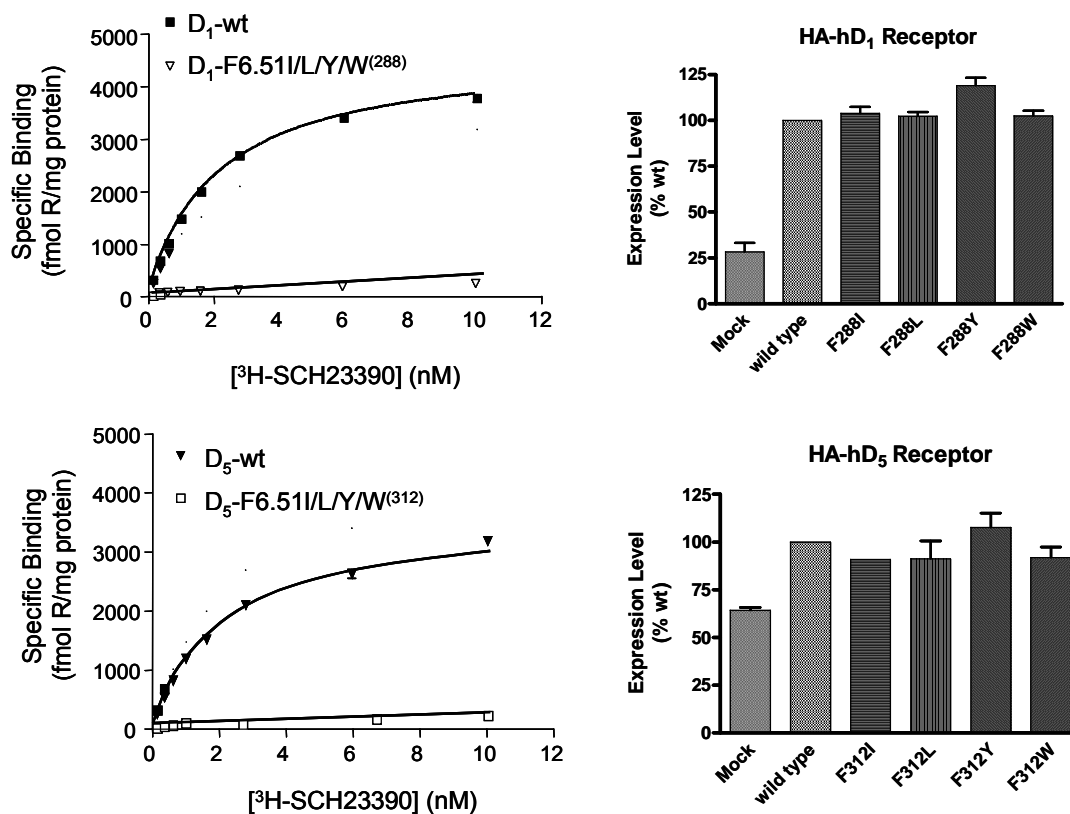 D₁-wt
D₁-F6.51I/L/Y/W⁽²⁸⁸⁾
5000
4000
3000
2000
1000
0
Specific Binding
(fmol R/mg protein)
0 2 4 6 8 10 12
[³H-SCH23390] (nM)
HA-hD₁ Receptor
125
100
75
50
25
0
Expression Level
(% wt)
Mock
wild type
F288I
F288L
F288Y
F288W
D₅-wt
D₅-F6.51I/L/Y/W⁽³¹²⁾
5000
4000
3000
2000
1000
0
Specific Binding
(fmol R/mg protein)
0 2 4 6 8 10 12
[³H-SCH23390] (nM)
HA-hD₅ Receptor
125
100
75
50
25
0
Expression Level
(% wt)
Mock
wild type
F312I
F312L
F312Y
F312W